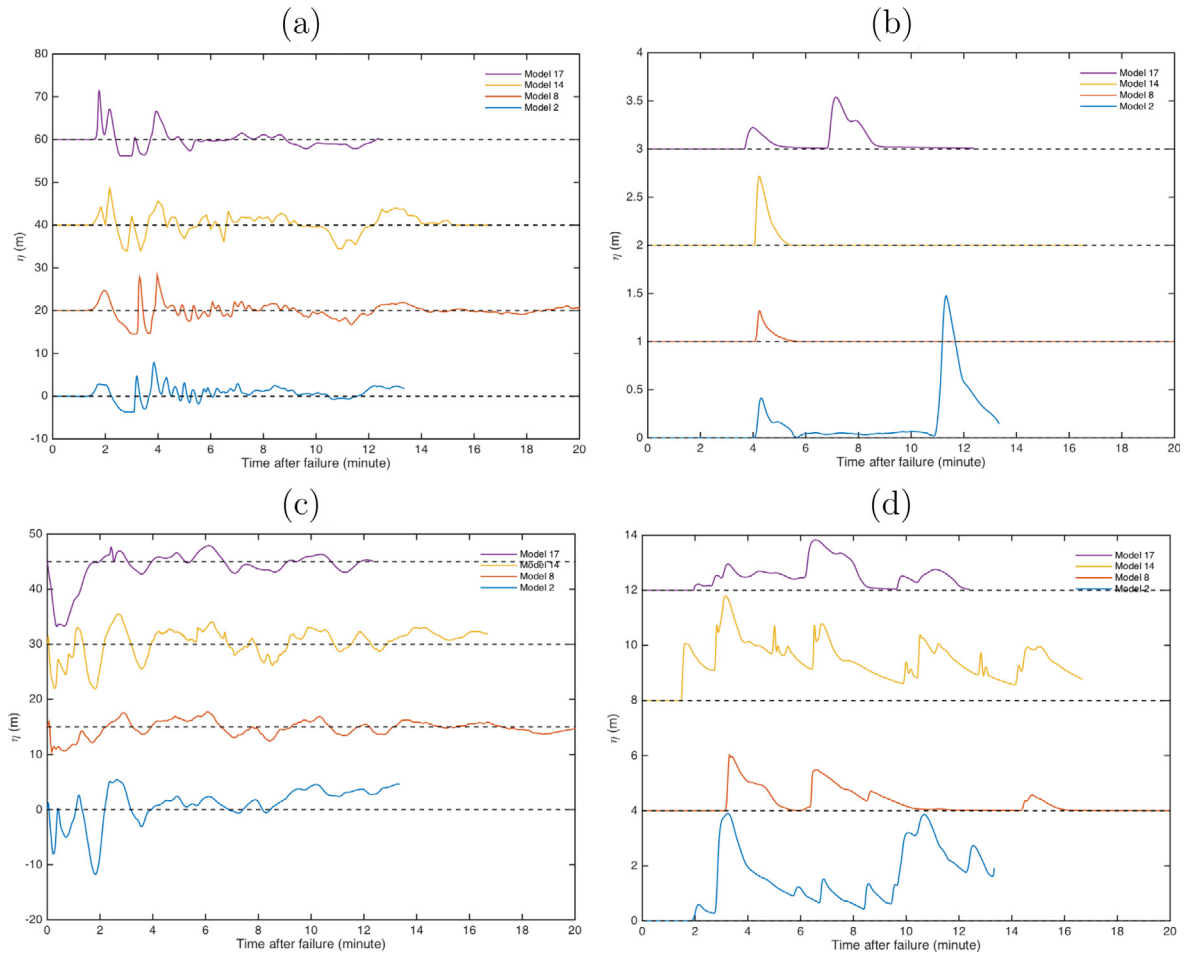 (a)
80
70
60
50
40
30
20
10
0
-10
η (m)
Model 17
Model 14
Model 8
Model 2
0 2 4 6 8 10 12 14 16 18 20
Time after failure (minute)
(b)
4
3.5
3
2.5
2
1.5
1
0.5
0
η (m)
Model 17
Model 14
Model 8
Model 2
0 2 4 6 8 10 12 14 16 18 20
Time after failure (minute)
(c)
50
40
30
20
10
0
-10
-20
η (m)
Model 17
Model 14
Model 8
Model 2
0 2 4 6 8 10 12 14 16 18 20
Time after failure (minute)
(d)
14
12
10
8
6
4
2
0
η (m)
Model 17
Model 14
Model 8
Model 2
0 2 4 6 8 10 12 14 16 18 20
Time after failure (minute)